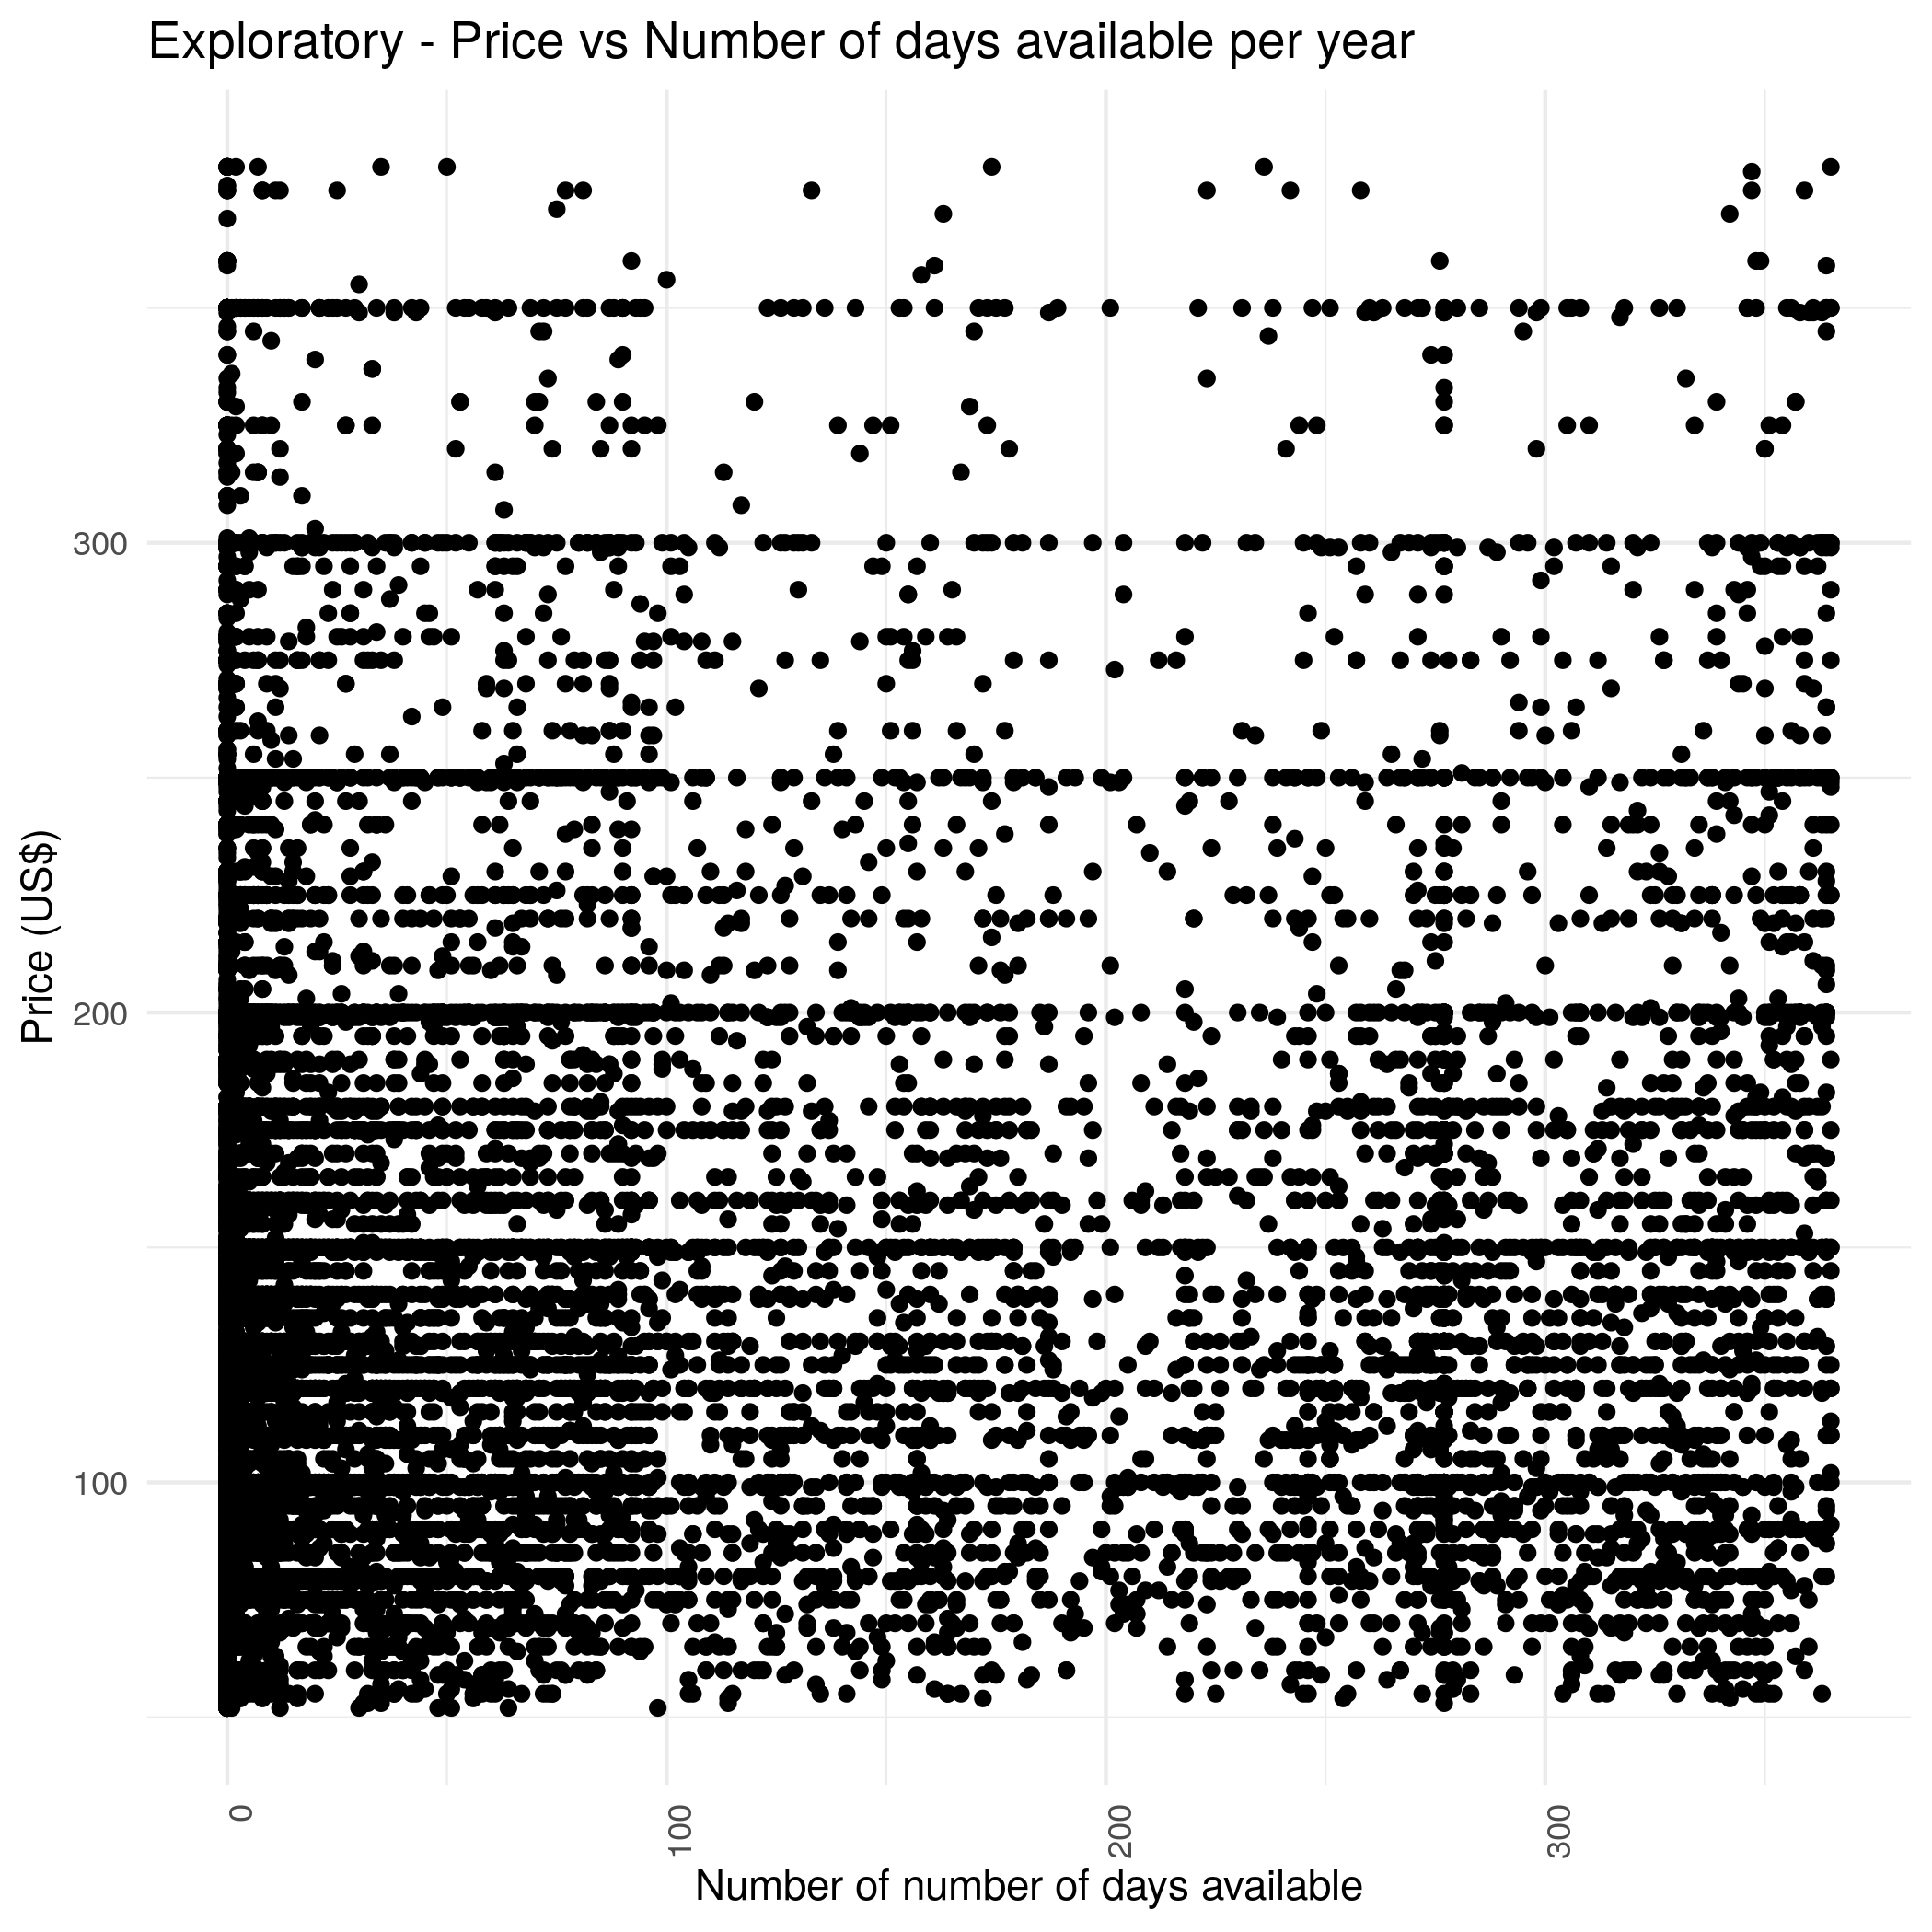 Exploratory - Price vs Number of days available per year
Price (US$)
300
200
100
0
100
200
300
Number of number of days available